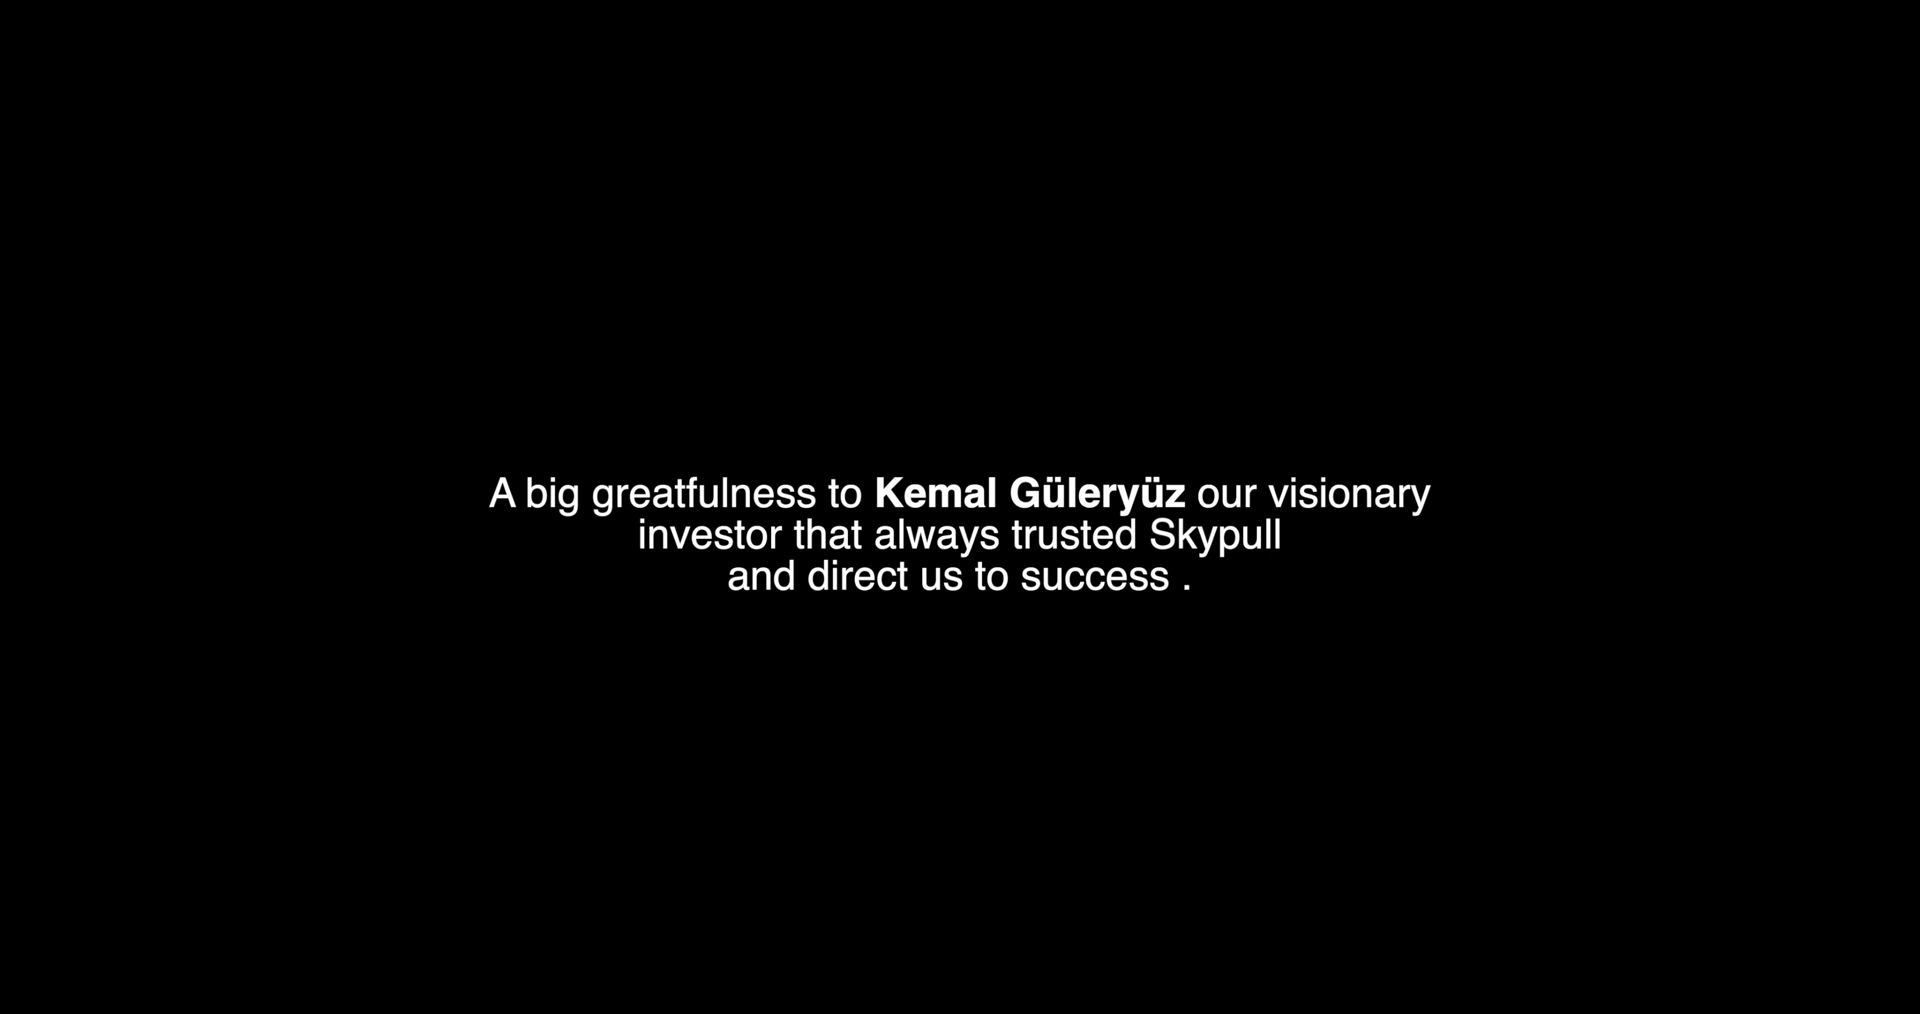 A big greatfulness to Kemal Güleryüz our visionary
investor that always trusted Skypull
and direct us to success .